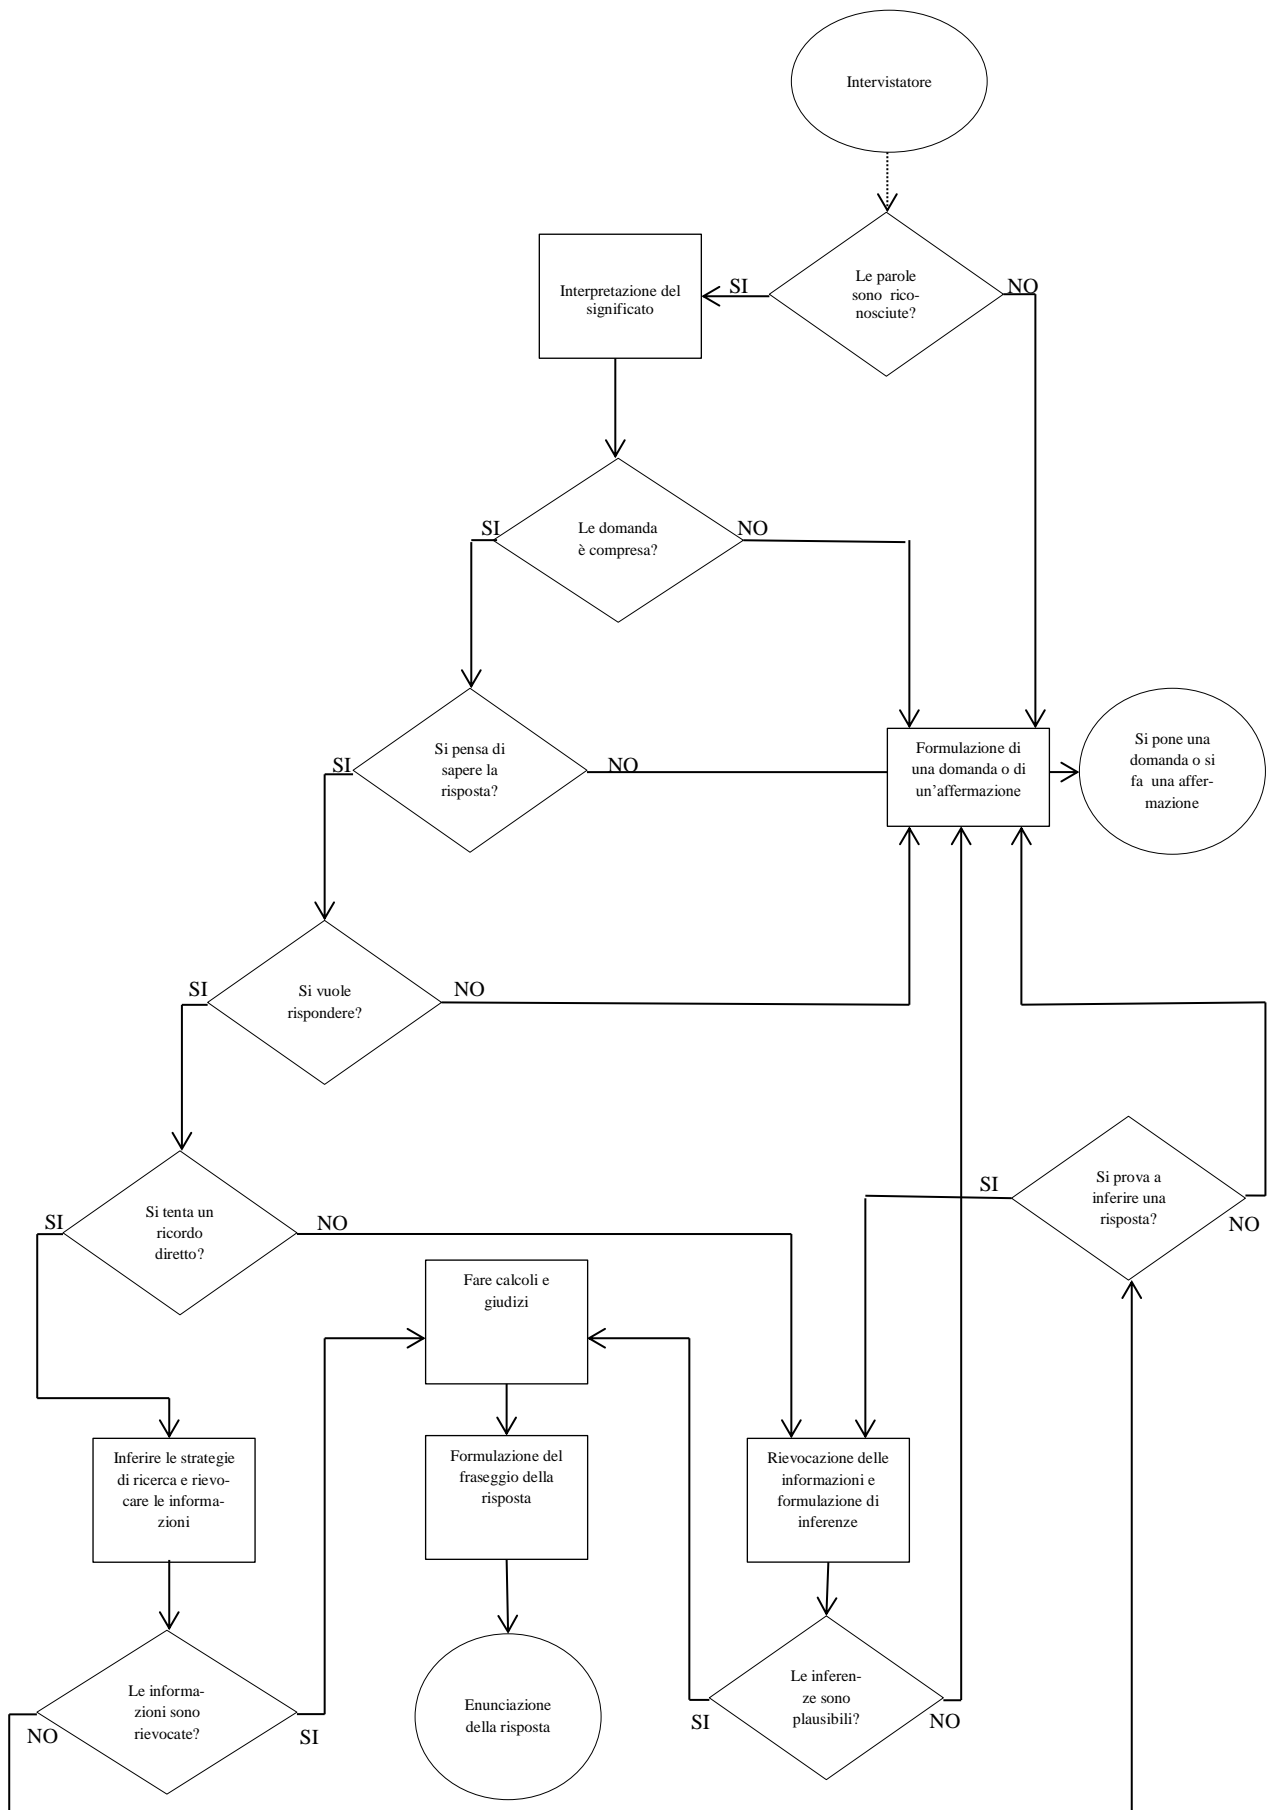 Intervistatore
Le parole
sono rico-
nosciute?
SI
NO
Interpretazione del
significato
Le domanda
è compresa?
SI
NO
Si pensa di
sapere la
risposta?
SI
NO
Formulazione di
una domanda o di
un'affermazione
Si pone una
domanda o si
fa una affer-
mazione
Si vuole
rispondere?
SI
NO
Si tenta un
ricordo
diretto?
SI
NO
Si prova a
inferire una
risposta?
SI
NO
Fare calcoli e
giudizi
Inferire le strategie
di ricerca e rievo-
care le informa-
zioni
Formulazione del
fraseggio della
risposta
Rievocazione delle
informazioni e
formulazione di
inferenze
Le informa-
zioni sono
rievocate?
NO
SI
Enunciazione
della risposta
Le inferen-
ze sono
plausibili?
SI
NO